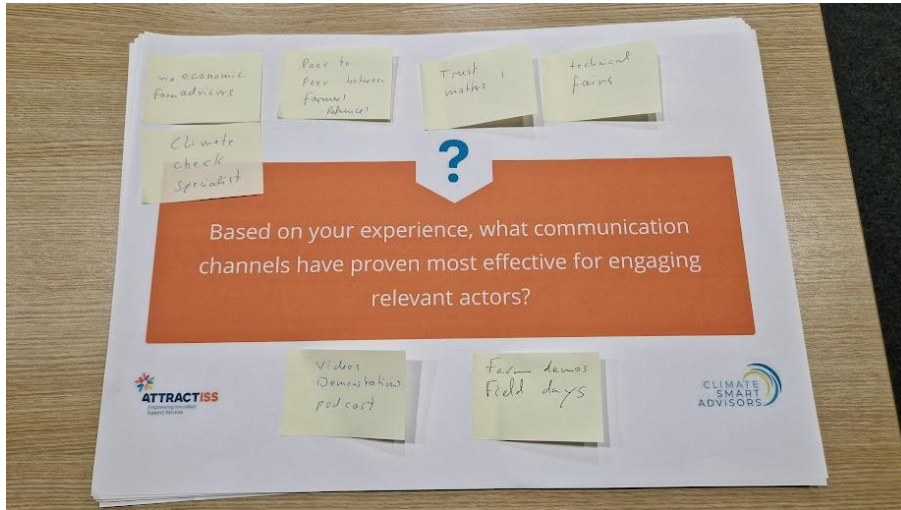 via economic
farm advisors
Peer to
Peer between
farmers
Trust
matters !
technical
fairs
Climate
check
specialist
?
Based on your experience, what communication
channels have proven most effective for engaging
relevant actors?
Videos
Demonstrations
podcast
Farm demos
Field days
ATTRACTISS
Empowering Innovation
Support Services
CLIMATE
SMART
ADVISORS